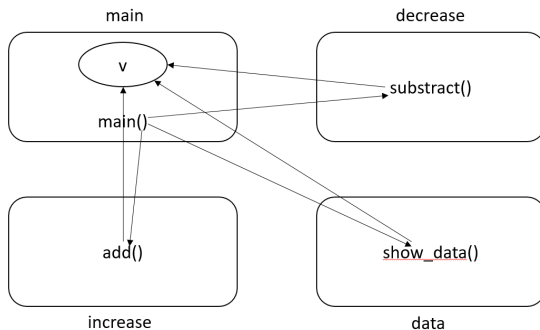 main
decrease
v
substract()
main()
add()
show_data()
increase
data